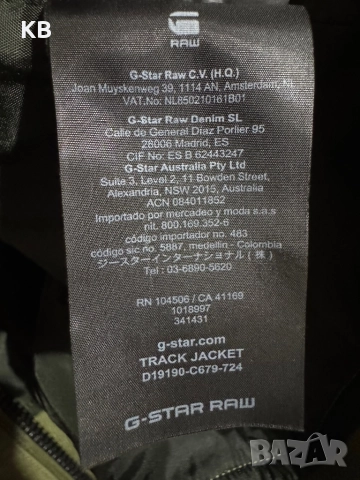 KB
RAW
G-Star Raw C.V. (H.Q.)
Joan Muyskenweg 39, 1114 AN, Amsterdam, NL
VAT.No: NL850210161B01
G-Star Raw Denim SL
Calle de General Diaz Porlier 95
28006 Madrid, ES
CIF No: ES B 62443247
G-Star Australia Pty Ltd
Suite 3, Level 2, 11 Bowden Street,
Alexandria, NSW 2015, Australia
ACN 084011852
Importado por mercadeo y moda s.a.s
nit. 800.169.352-6
código importador no. 483
código sic no. 5887, medellin - Colombia
ジースターインターナショナル (株)
Tel : 03-6890-5620
RN 104506 / CA 41169
1018997
341431
g-star.com
TRACK JACKET
D19190-C679-724
G-STAR RAW
BAZAR